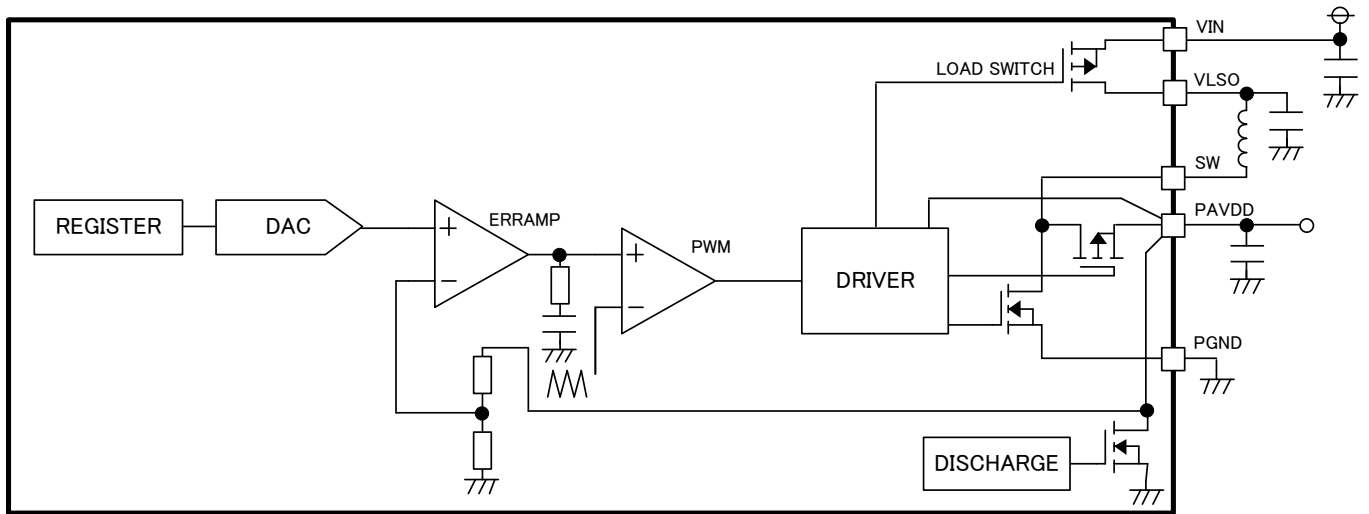 VIN
LOAD SWITCH
VLSO
SW
PAVDD
REGISTER
DAC
ERRAMP
PWM
DRIVER
PGND
DISCHARGE